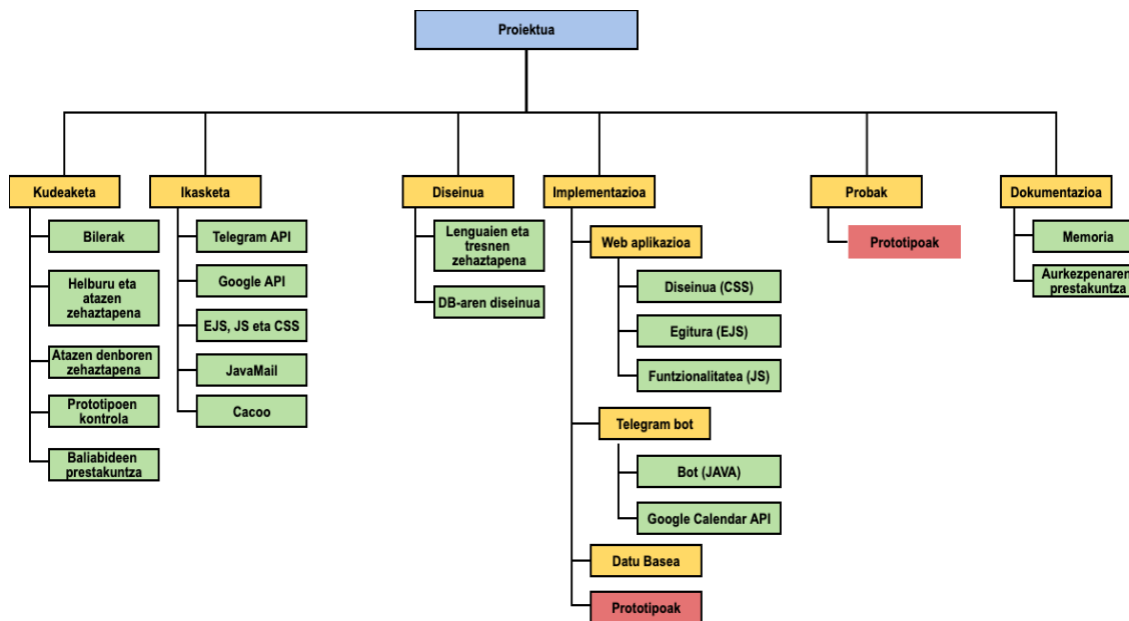 Proiektua
Kudeaketa
Bilerak
Helburu eta
atazen
zehaztapena
Atazen denboren
zehaztapena
Prototipoen
kontrola
Baliabideen
prestakuntza
Ikasketa
Telegram API
Google API
EJS, JS eta CSS
JavaMail
Cacoo
Diseinua
Lenguaien eta
tresnen
zehaztapena
DB-aren diseinua
Implementazioa
Web aplikazioa
Diseinua (CSS)
Egitura (EJS)
Funtzionalitatea (JS)
Telegram bot
Bot (JAVA)
Google Calendar API
Datu Basea
Prototipoak
Probak
Prototipoak
Dokumentazioa
Memoria
Aurkezpenaren
prestakuntza